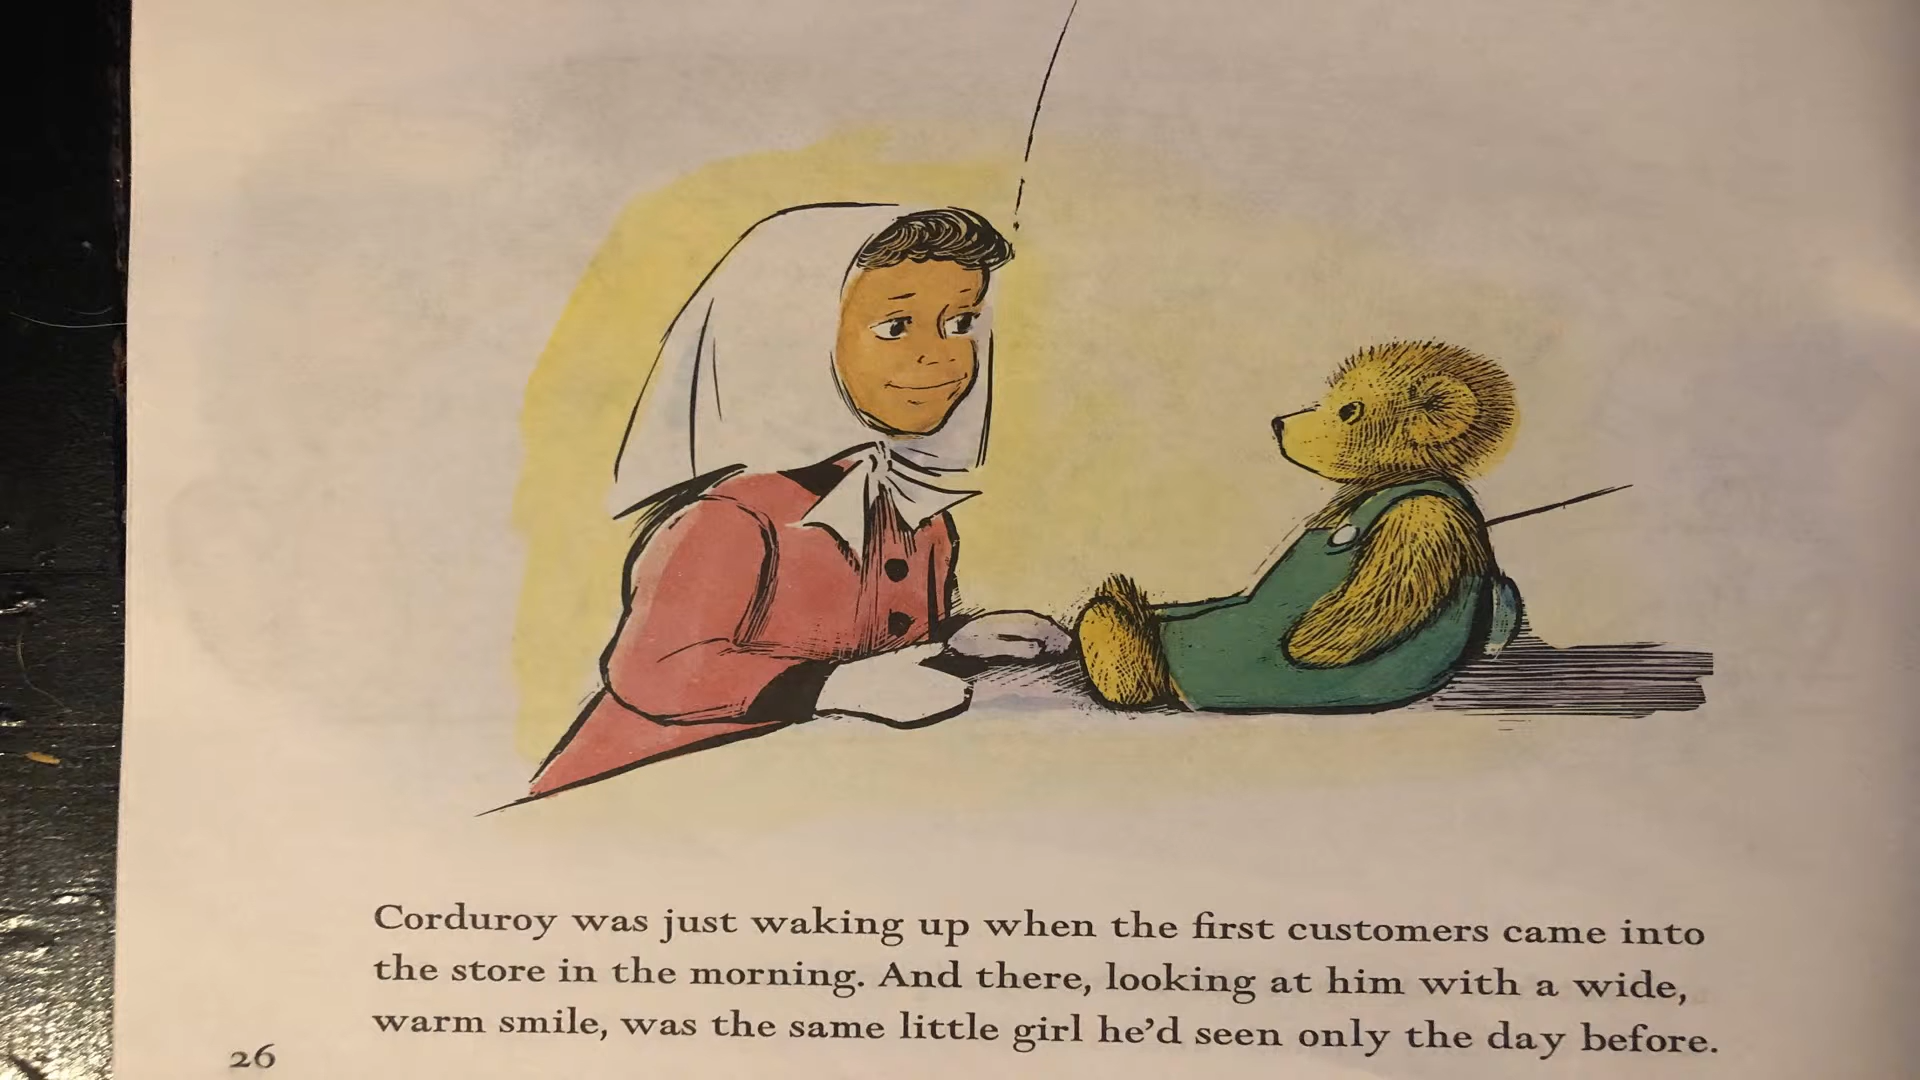 Corduroy was just waking up when the first customers came into
the store in the morning. And there, looking at him with a wide,
warm smile, was the same little girl he’d seen only the day before.
26